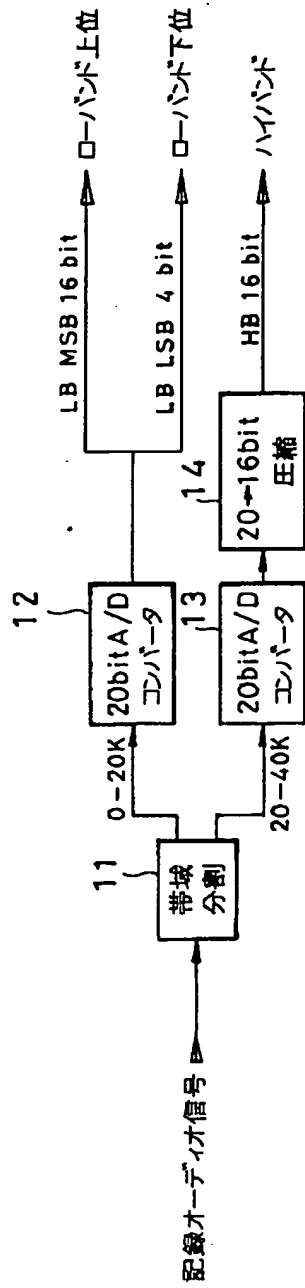 記録オーディオ信号
11
帯域
分割
0-20K
20-40K
12
20bitA/D
コンバータ
13
20bitA/D
コンバータ
14
20→16bit
圧縮
LB MSB 16 bit
LB LSB 4 bit
HB 16 bit
ローバンド上位
ローバンド下位
ハイバンド